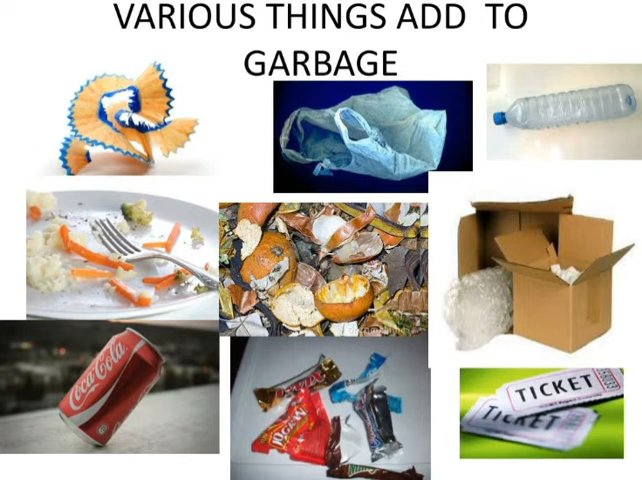 VARIOUS THINGS ADD TO
GARBAGE
Coca-Cola
TICKET
TICKET